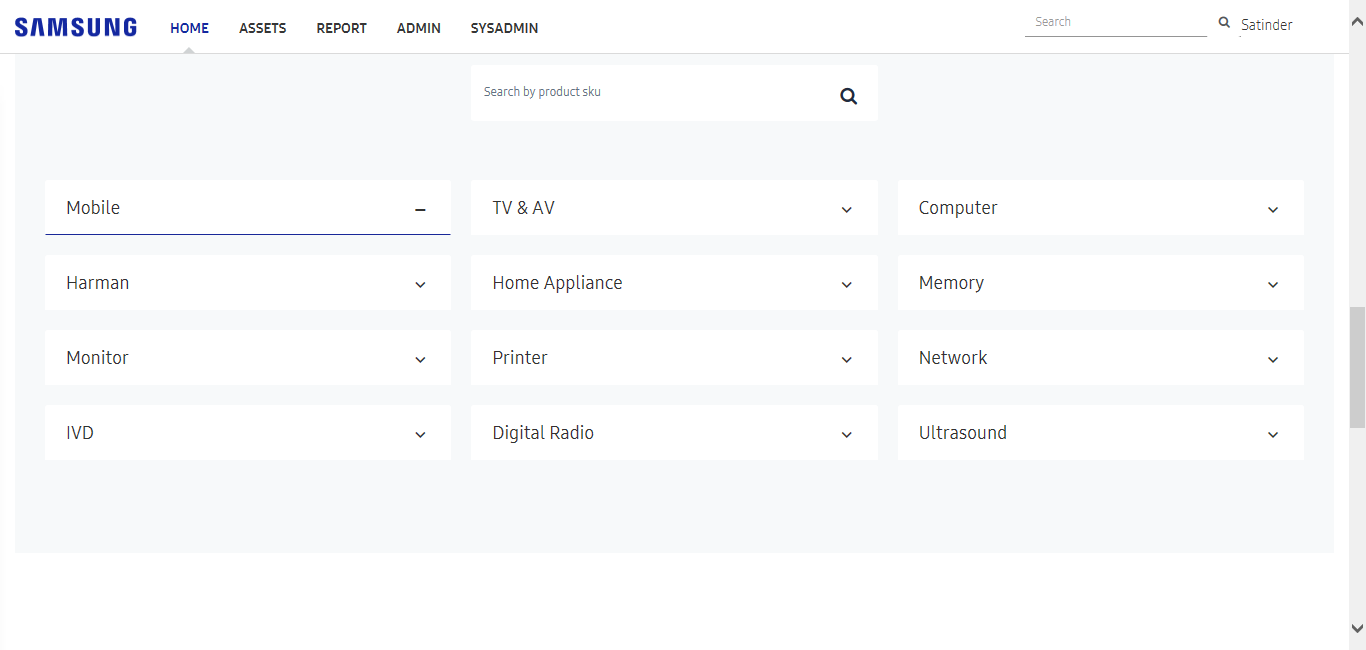 SAMSUNG HOME ASSETS REPORT ADMIN SYSADMIN Search Satinder
Search by product sku
Mobile TV & AV Computer
Harman Home Appliance Memory
Monitor Printer Network
IVD Digital Radio Ultrasound